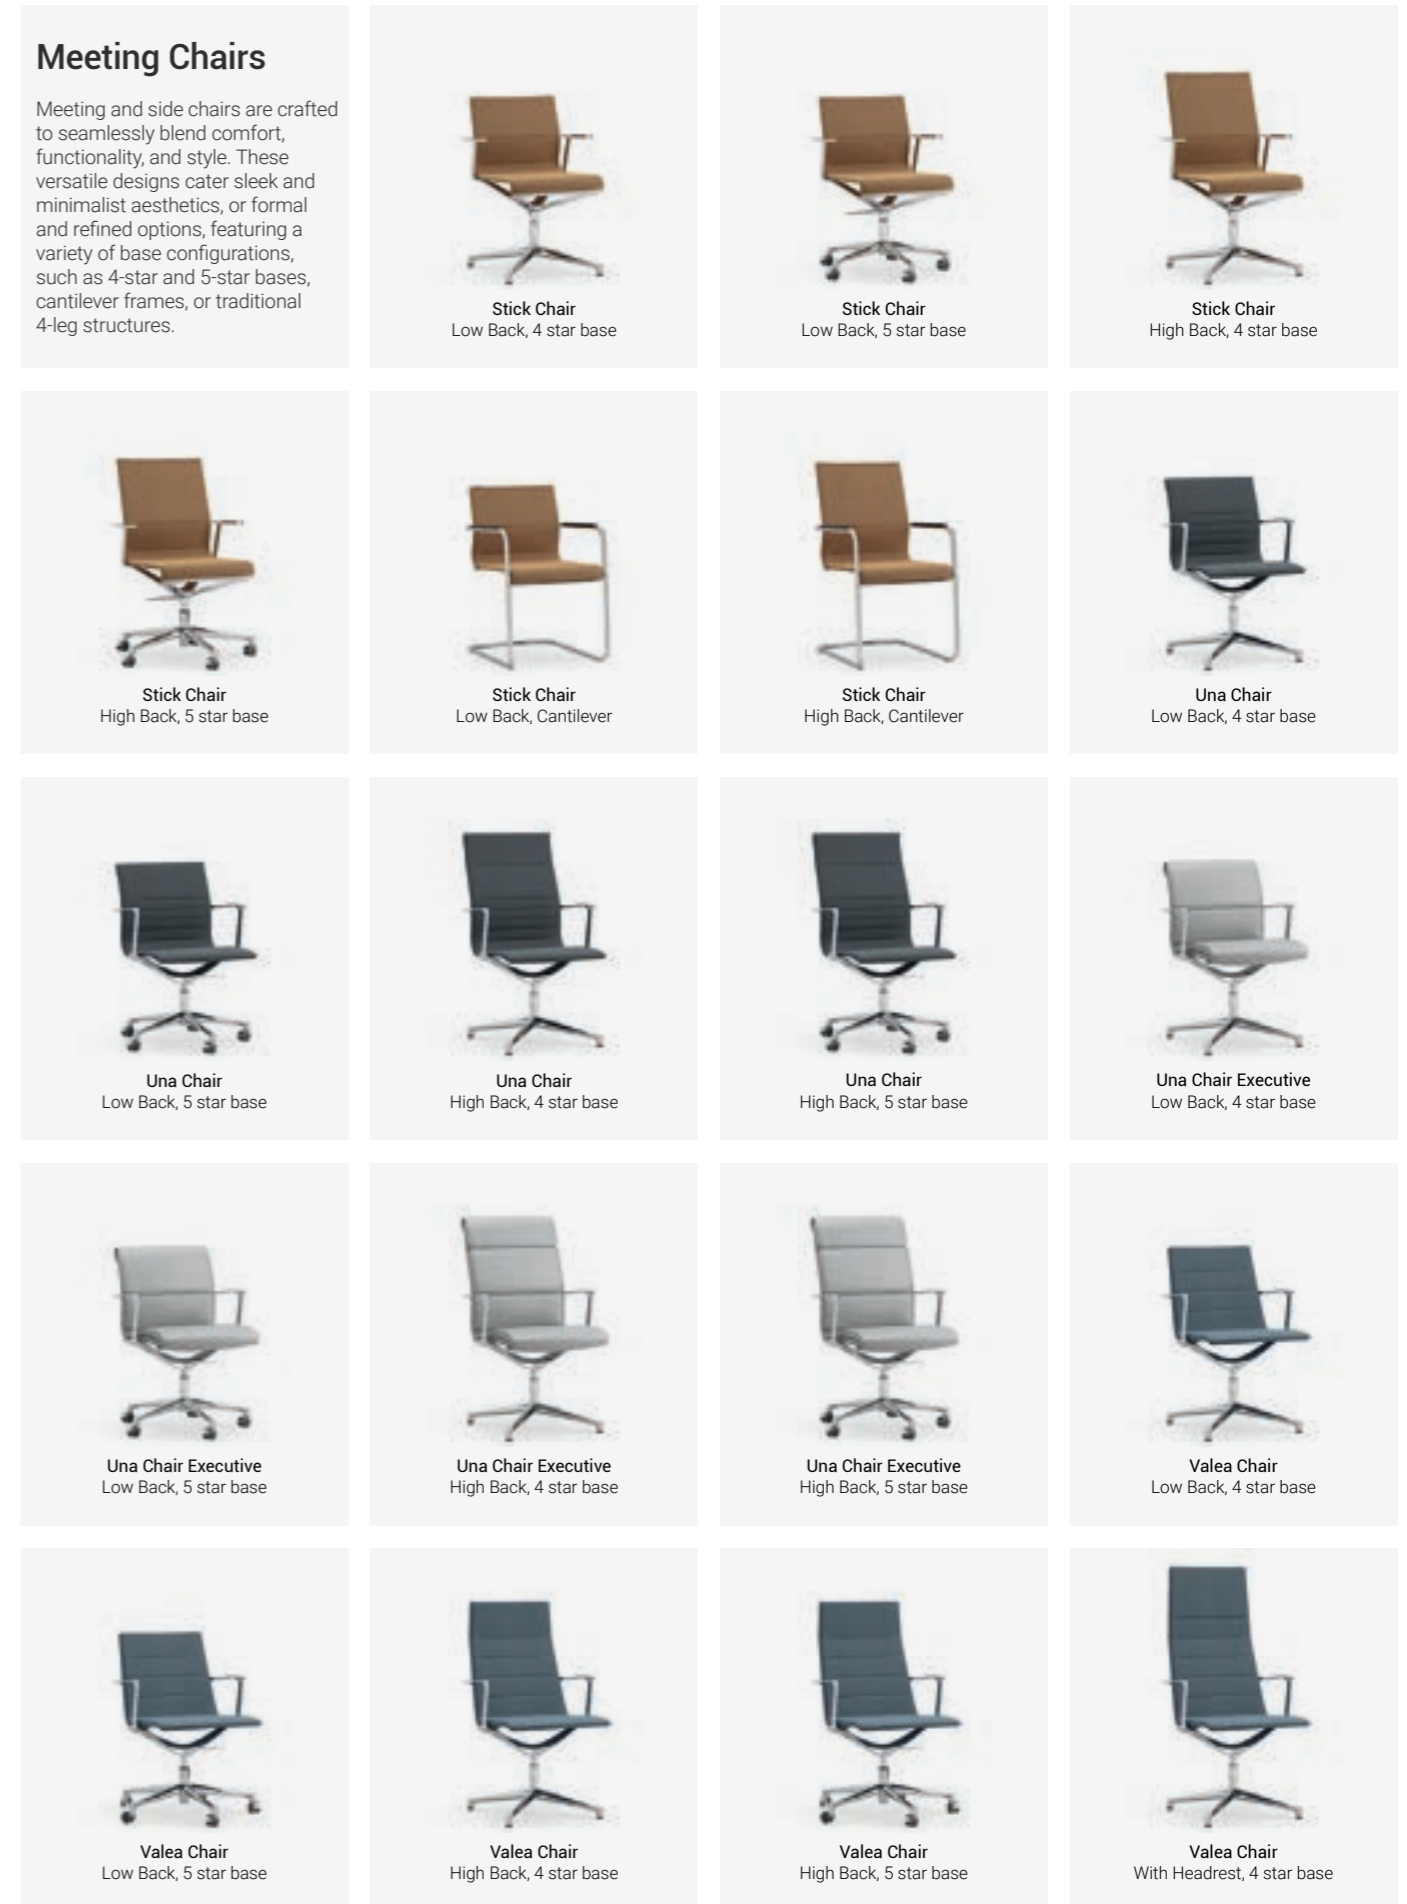 Meeting Chairs
Meeting and side chairs are crafted
to seamlessly blend comfort,
functionality, and style. These
versatile designs cater sleek and
minimalist aesthetics, or formal
and refined options, featuring a
variety of base configurations,
such as 4-star and 5-star bases,
cantilever frames, or traditional
4-leg structures.
Stick Chair
Low Back, 4 star base
Stick Chair
Low Back, 5 star base
Stick Chair
High Back, 4 star base
Stick Chair
High Back, 5 star base
Stick Chair
Low Back, Cantilever
Stick Chair
High Back, Cantilever
Una Chair
Low Back, 4 star base
Una Chair
Low Back, 5 star base
Una Chair
High Back, 4 star base
Una Chair
High Back, 5 star base
Una Chair Executive
Low Back, 4 star base
Una Chair Executive
Low Back, 5 star base
Una Chair Executive
High Back, 4 star base
Una Chair Executive
High Back, 5 star base
Valea Chair
Low Back, 4 star base
Valea Chair
Low Back, 5 star base
Valea Chair
High Back, 4 star base
Valea Chair
High Back, 5 star base
Valea Chair
With Headrest, 4 star base